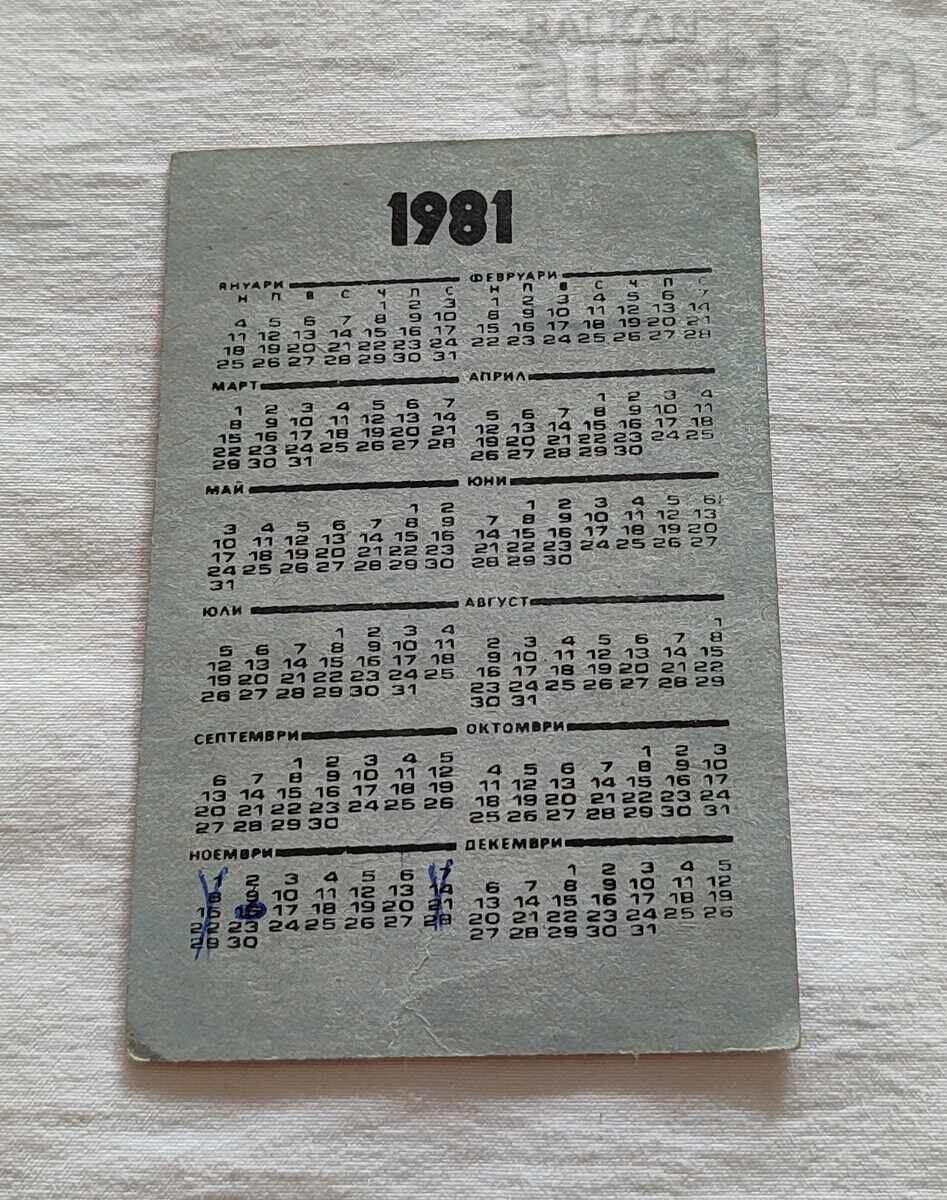 BALKAN
auction
1981
ЯНУАРИ
Н П В С Ч П С
1 2 3
4 5 6 7 8 9 10
11 12 13 14 15 16 17
18 19 20 21 22 23 24
25 26 27 28 29 30 31
ФЕВРУАРИ
Н П В С Ч П С
1 2 3 4 5 6 7
8 9 10 11 12 13 14
15 16 17 18 19 20 21
22 23 24 25 26 27 28
МАРТ
1 2 3 4 5 6 7
8 9 10 11 12 13 14
15 16 17 18 19 20 21
22 23 24 25 26 27 28
29 30 31
АПРИЛ
1 2 3 4
5 6 7 8 9 10 11
12 13 14 15 16 17 18
19 20 21 22 23 24 25
26 27 28 29 30
МАЙ
1 2
3 4 5 6 7 8 9
10 11 12 13 14 15 16
17 18 19 20 21 22 23
24 25 26 27 28 29 30
31
ЮНИ
1 2 3 4 5 6
7 8 9 10 11 12 13
14 15 16 17 18 19 20
21 22 23 24 25 26 27
28 29 30
ЮЛИ
1 2 3 4
5 6 7 8 9 10 11
12 13 14 15 16 17 18
19 20 21 22 23 24 25
26 27 28 29 30 31
АВГУСТ
1
2 3 4 5 6 7 8
9 10 11 12 13 14 15
16 17 18 19 20 21 22
23 24 25 26 27 28 29
30 31
СЕПТЕМВРИ
1 2 3 4 5
6 7 8 9 10 11 12
13 14 15 16 17 18 19
20 21 22 23 24 25 26
27 28 29 30
ОКТОМВРИ
1 2 3
4 5 6 7 8 9 10
11 12 13 14 15 16 17
18 19 20 21 22 23 24
25 26 27 28 29 30 31
НОЕМВРИ
1 2 3 4 5 6 7
8 9 10 11 12 13 14
15 16 17 18 19 20 21
22 23 24 25 26 27 28
29 30
ДЕКЕМВРИ
1 2 3 4 5
6 7 8 9 10 11 12
13 14 15 16 17 18 19
20 21 22 23 24 25 26
27 28 29 30 31